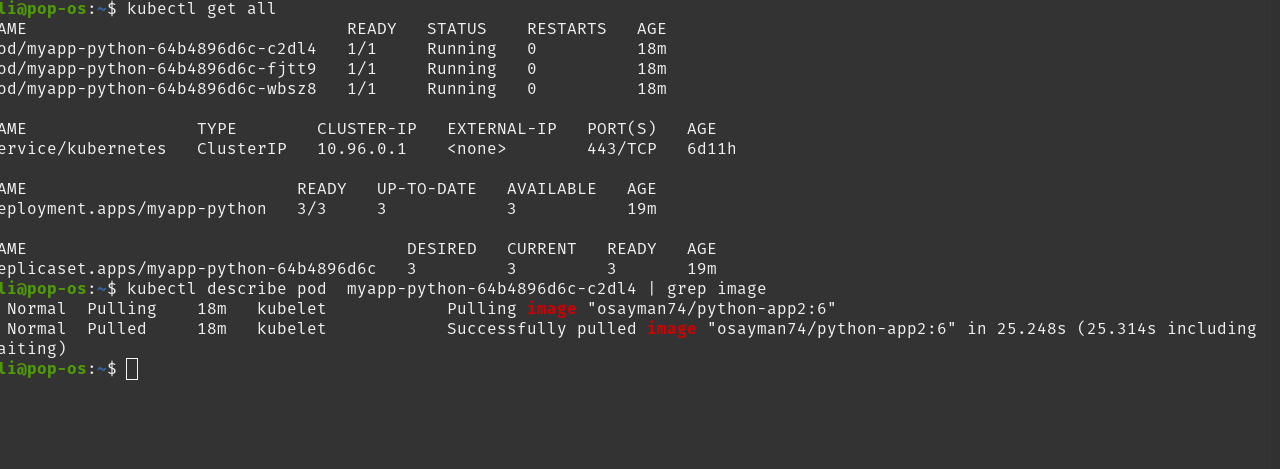 li@pop-os:~$ kubectl get all
AME                                READY   STATUS    RESTARTS   AGE
od/myapp-python-64b4896d6c-c2dl4   1/1     Running   0          18m
od/myapp-python-64b4896d6c-fjtt9   1/1     Running   0          18m
od/myapp-python-64b4896d6c-wbsz8   1/1     Running   0          18m
AME                 TYPE        CLUSTER-IP   EXTERNAL-IP   PORT(S)   AGE
ervice/kubernetes   ClusterIP   10.96.0.1    <none>        443/TCP   6d11h
AME                        READY   UP-TO-DATE   AVAILABLE   AGE
eployment.apps/myapp-python   3/3     3            3           19m
AME                                      DESIRED   CURRENT   READY   AGE
eplicaset.apps/myapp-python-64b4896d6c   3         3         3       19m
li@pop-os:~$ kubectl describe pod  myapp-python-64b4896d6c-c2dl4 | grep image
Normal  Pulling    18m   kubelet            Pulling image "osayman74/python-app2:6"
Normal  Pulled     18m   kubelet            Successfully pulled image "osayman74/python-app2:6" in 25.248s (25.314s including
aiting)
li@pop-os:~$